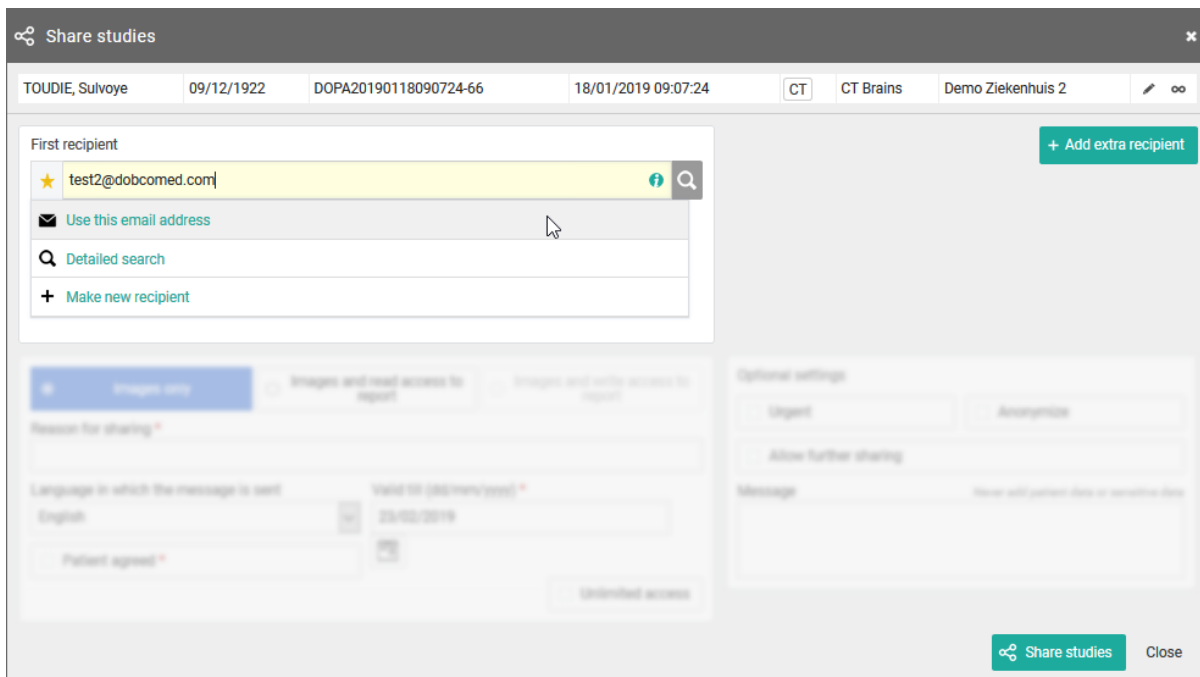 Share studies
TOUDIE, Sulvoye 09/12/1922 DOPA20190118090724-66 18/01/2019 09:07:24 CT CT Brains Demo Ziekenhuis 2
First recipient
+ Add extra recipient
test2@dobcomed.com
Use this email address
Detailed search
Make new recipient
Images only
Images and read access to
report
Images and write access to
report
Reason for sharing *
Language in which the message is sent
Valid till (dd/mm/yyyy) *
English
23/02/2019
Patient agreed *
Unlimited access
Optional settings
Urgent
Anonymize
Allow further sharing
Message
Never add patient data or sensitive data
Share studies
Close